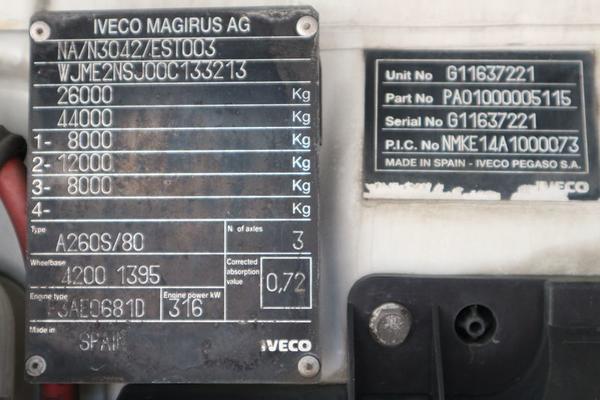 IVECO MAGIRUS AG
NA/N3042/EST003
WJME2NSJ00C133213
26000 Kg
44000 Kg
1- 8000 Kg
2- 12000 Kg
3- 8000 Kg
4- Kg
Type N of axles
A260S/80 3
Wheelbase Corrected absorption value
4200 1395 0,72
Engine type Engine power kW
F3AE0681D 316
Made in
SPAIN
IVECO
Unit No G11637221
Part No PA01000005115
Serial No G11637221
P.I.C. No NMKE14A1000073
MADE IN SPAIN - IVECO PEGASO S.A.
IVECO